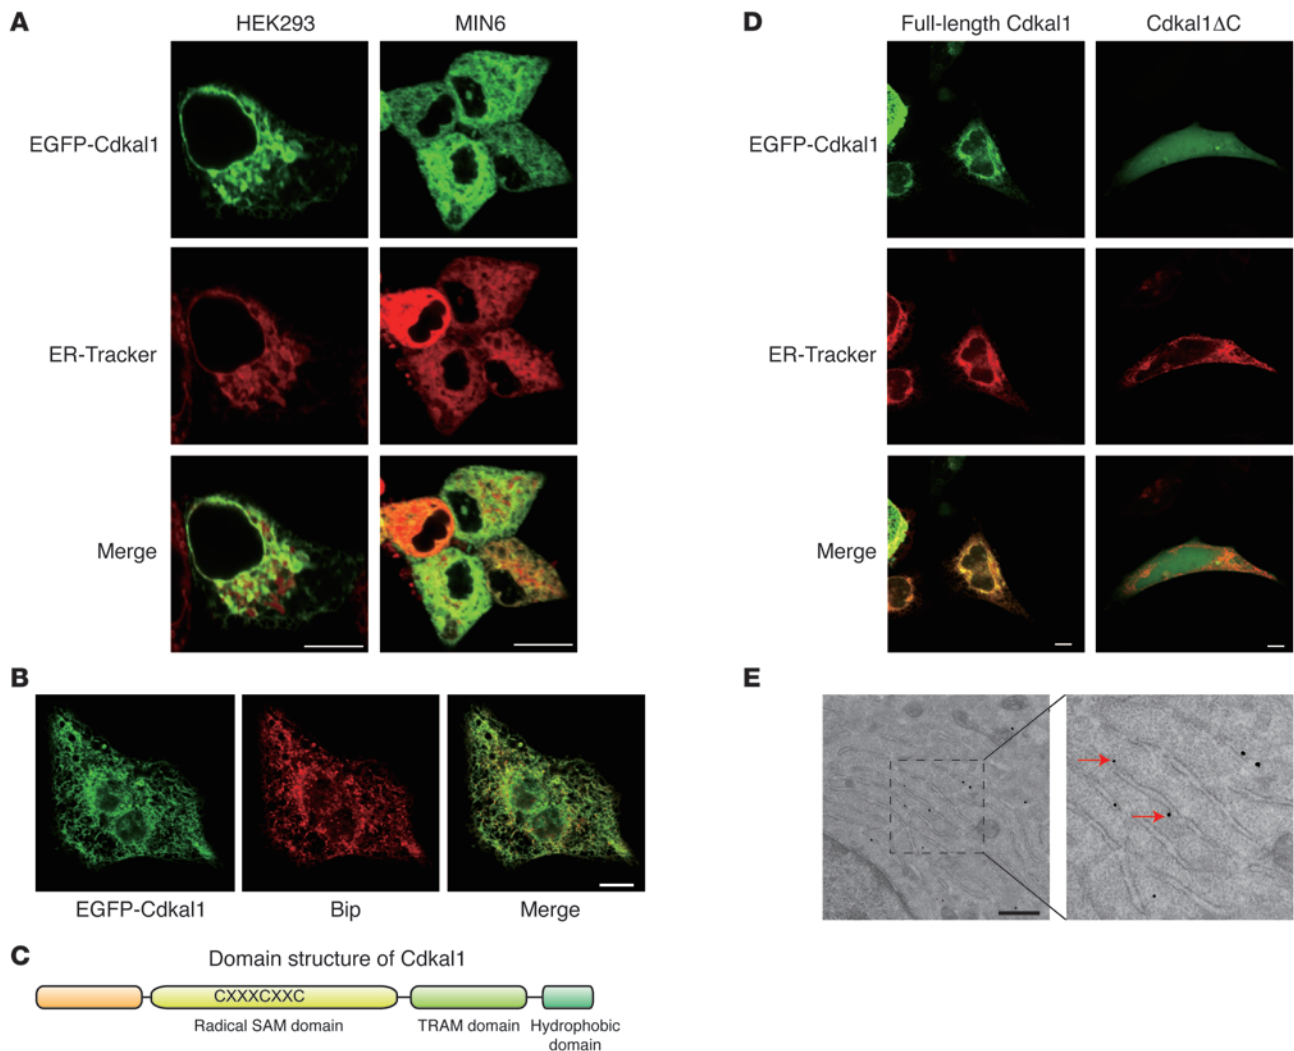 A
HEK293
MIN6
EGFP-Cdkal1
ER-Tracker
Merge
B
EGFP-Cdkal1
Bip
Merge
C
Domain structure of Cdkal1
CXXXCXXC
Radical SAM domain
TRAM domain
Hydrophobic
domain
D
Full-length Cdkal1
Cdkal1ΔC
EGFP-Cdkal1
ER-Tracker
Merge
E